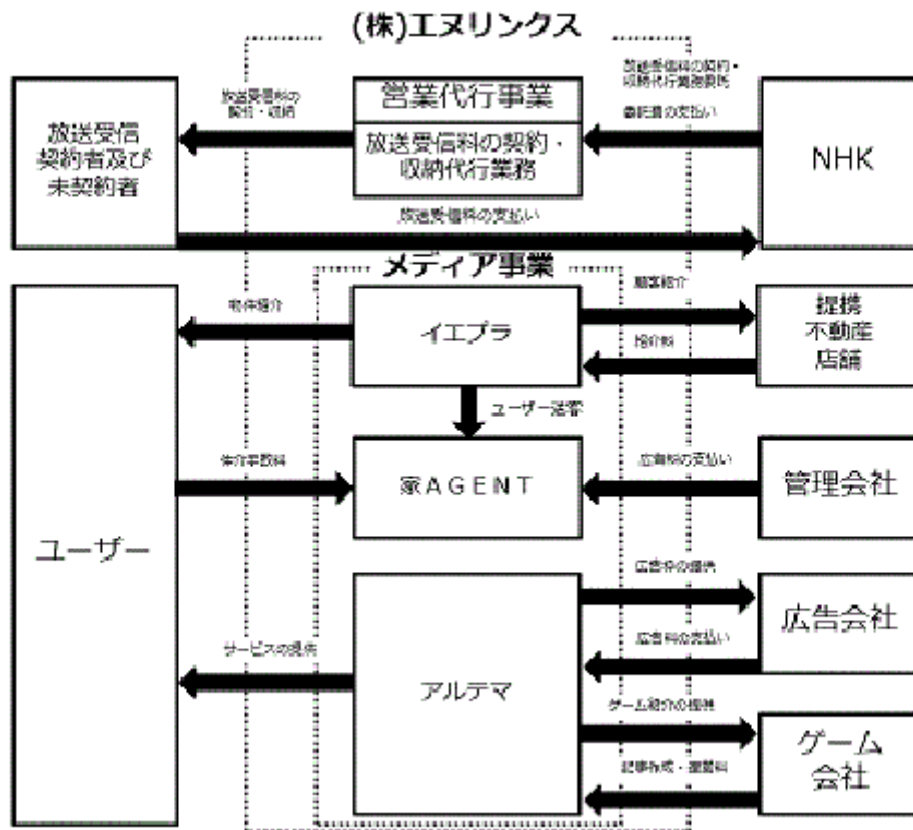 (株)エヌリンクス
放送受信
契約者及び
未契約者
放送受信料の
契約・収納
営業代行事業
放送受信料の契約・
収納代行業務
放送受信料の契約・
収納代行業務委託
委託費の支払い
NHK
放送受信料の支払い
メディア事業
ユーザー
物件紹介
イエプラ
顧客紹介
紹介料
提携
不動産
店舗
ユーザー送客
仲介手数料
家AGENT
広告料の支払い
管理会社
サービスの提供
アルテマ
広告枠の提供
広告料の支払い
広告会社
ゲーム紹介の提携
記事作成・運営料
ゲーム
会社